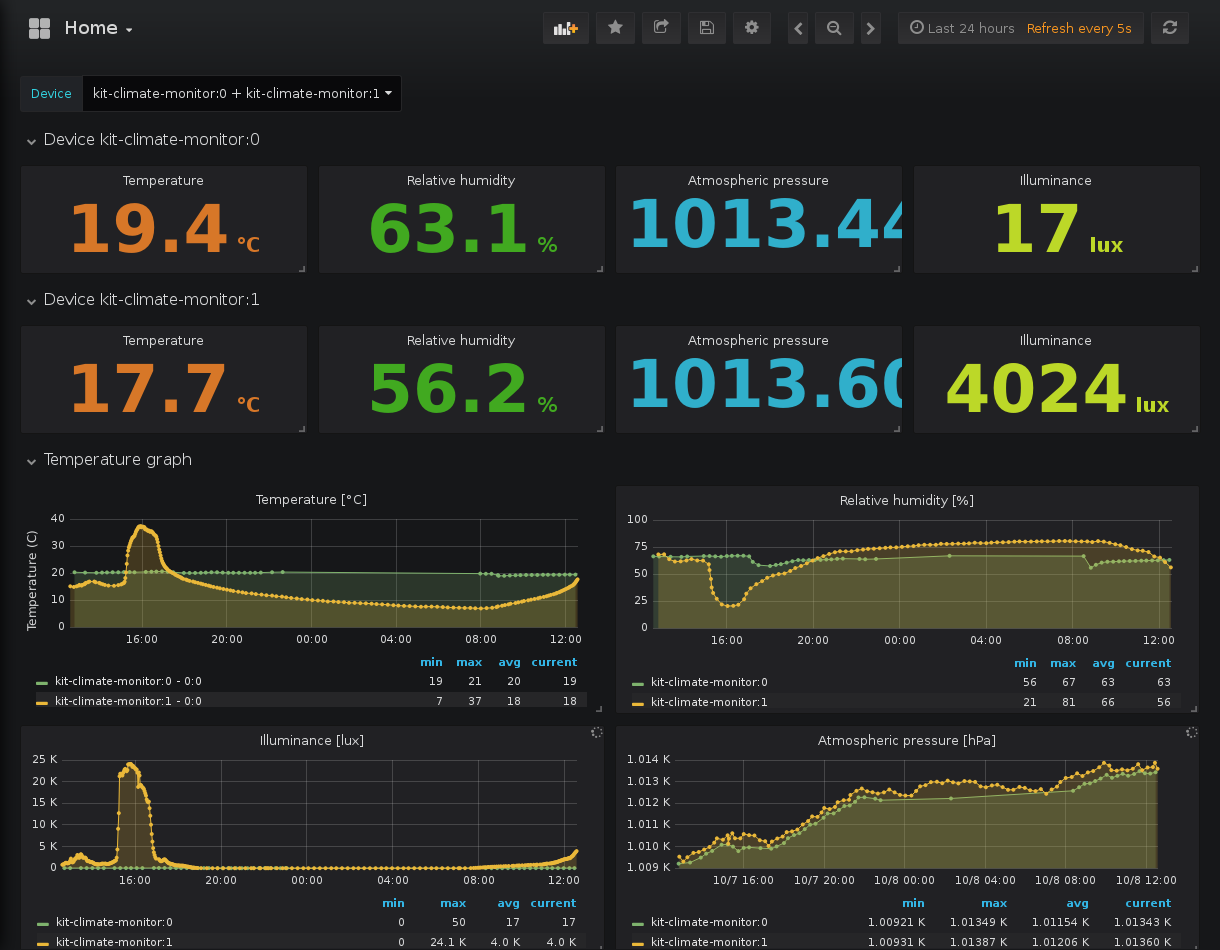 Home
Last 24 hours Refresh every 5s
Device kit-climate-monitor:0 + kit-climate-monitor:1
Device kit-climate-monitor:0
Temperature Relative humidity Atmospheric pressure Illuminance
19.4 °C 63.1 % 1013.44 17 lux
Device kit-climate-monitor:1
Temperature Relative humidity Atmospheric pressure Illuminance
17.7 °C 56.2 % 1013.60 4024 lux
Temperature graph
Temperature [°C]
Temperature (C)
40
30
20
10
0
16:00 20:00 00:00 04:00 08:00 12:00
min max avg current
kit-climate-monitor:0 - 0:0 19 21 20 19
kit-climate-monitor:1 - 0:0 7 37 18 18
Relative humidity [%]
100
75
50
25
0
16:00 20:00 00:00 04:00 08:00 12:00
min max avg current
kit-climate-monitor:0 56 67 63 63
kit-climate-monitor:1 21 81 66 56
Illuminance [lux]
25 K
20 K
15 K
10 K
5 K
0
16:00 20:00 00:00 04:00 08:00 12:00
min max avg current
kit-climate-monitor:0 0 50 17 17
kit-climate-monitor:1 0 24.1 K 4.0 K 4.0 K
Atmospheric pressure [hPa]
1.014 K
1.013 K
1.012 K
1.011 K
1.010 K
1.009 K
10/7 16:00 10/7 20:00 10/8 00:00 10/8 04:00 10/8 08:00 10/8 12:00
min max avg current
kit-climate-monitor:0 1.00921 K 1.01349 K 1.01154 K 1.01343 K
kit-climate-monitor:1 1.00931 K 1.01387 K 1.01206 K 1.01360 K